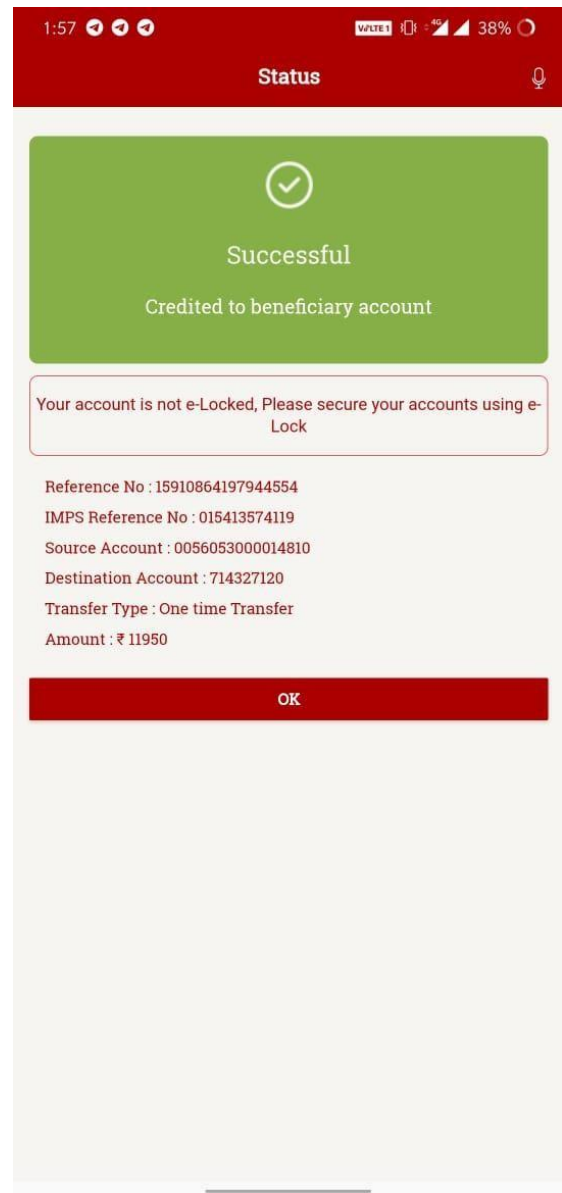 1:57 VoLTE 1 4G 38%
Status
Successful
Credited to beneficiary account
Your account is not e-Locked, Please secure your accounts using e-
Lock
Reference No : 15910864197944554
IMPS Reference No : 015413574119
Source Account : 0056053000014810
Destination Account : 714327120
Transfer Type : One time Transfer
Amount : ₹ 11950
OK